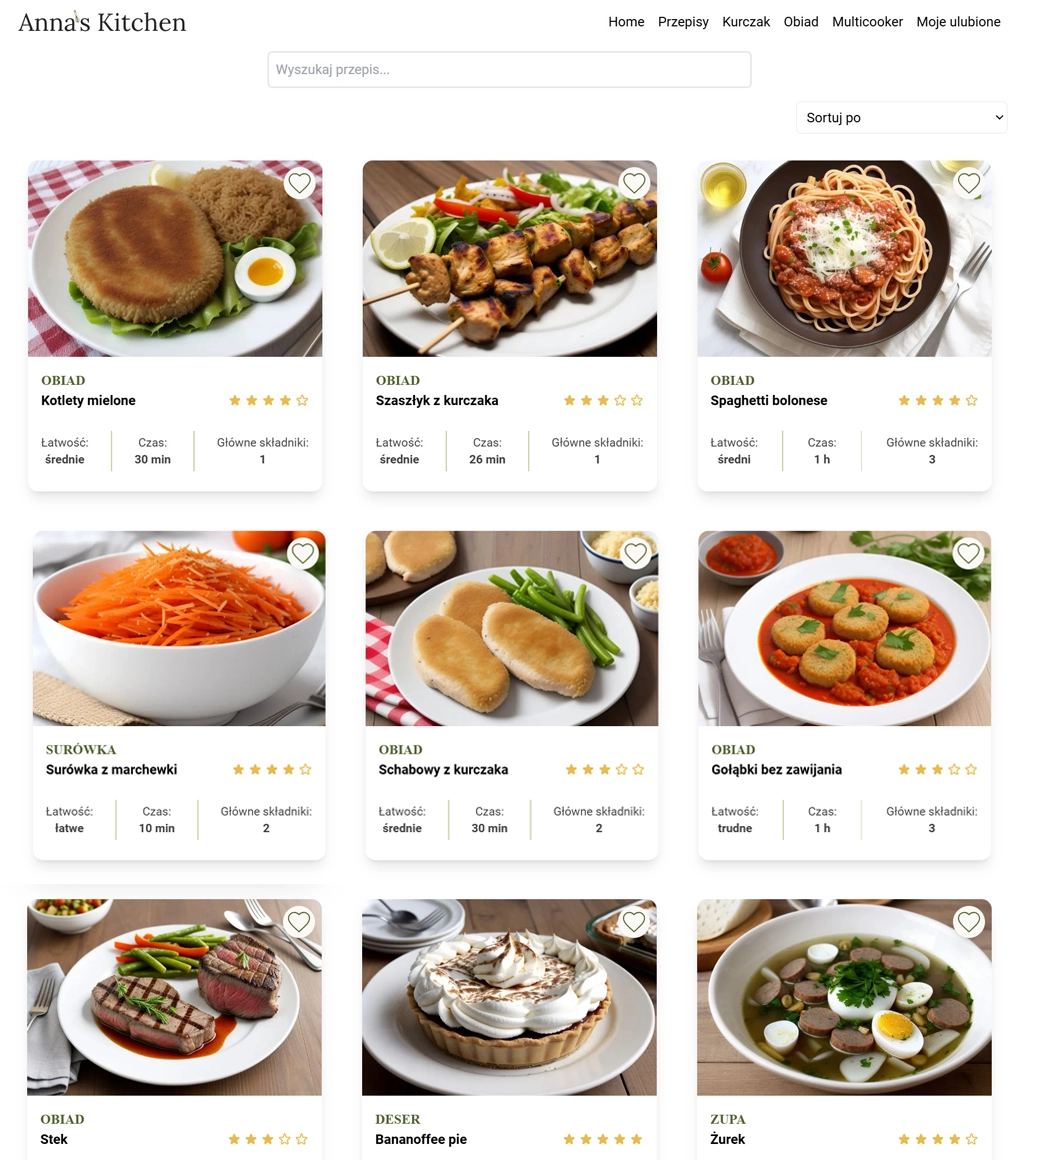 Anna's Kitchen
Home Przepisy Kurczak Obiad Multicooker Moje ulubione
Wyszukaj przepis...
Sortuj po
OBIAD
Kotlety mielone
Łatwość: Czas: Główne składniki:
średnie 30 min 1
OBIAD
Szaszłyk z kurczaka
Łatwość: Czas: Główne składniki:
średnie 26 min 1
OBIAD
Spaghetti bolonese
Łatwość: Czas: Główne składniki:
średni 1 h 3
SURÓWKA
Surówka z marchewki
Łatwość: Czas: Główne składniki:
łatwe 10 min 2
OBIAD
Schabowy z kurczaka
Łatwość: Czas: Główne składniki:
średnie 30 min 2
OBIAD
Gołąbki bez zawijania
Łatwość: Czas: Główne składniki:
trudne 1 h 3
OBIAD
Stek
DESER
Bananoffee pie
ZUPA
Żurek